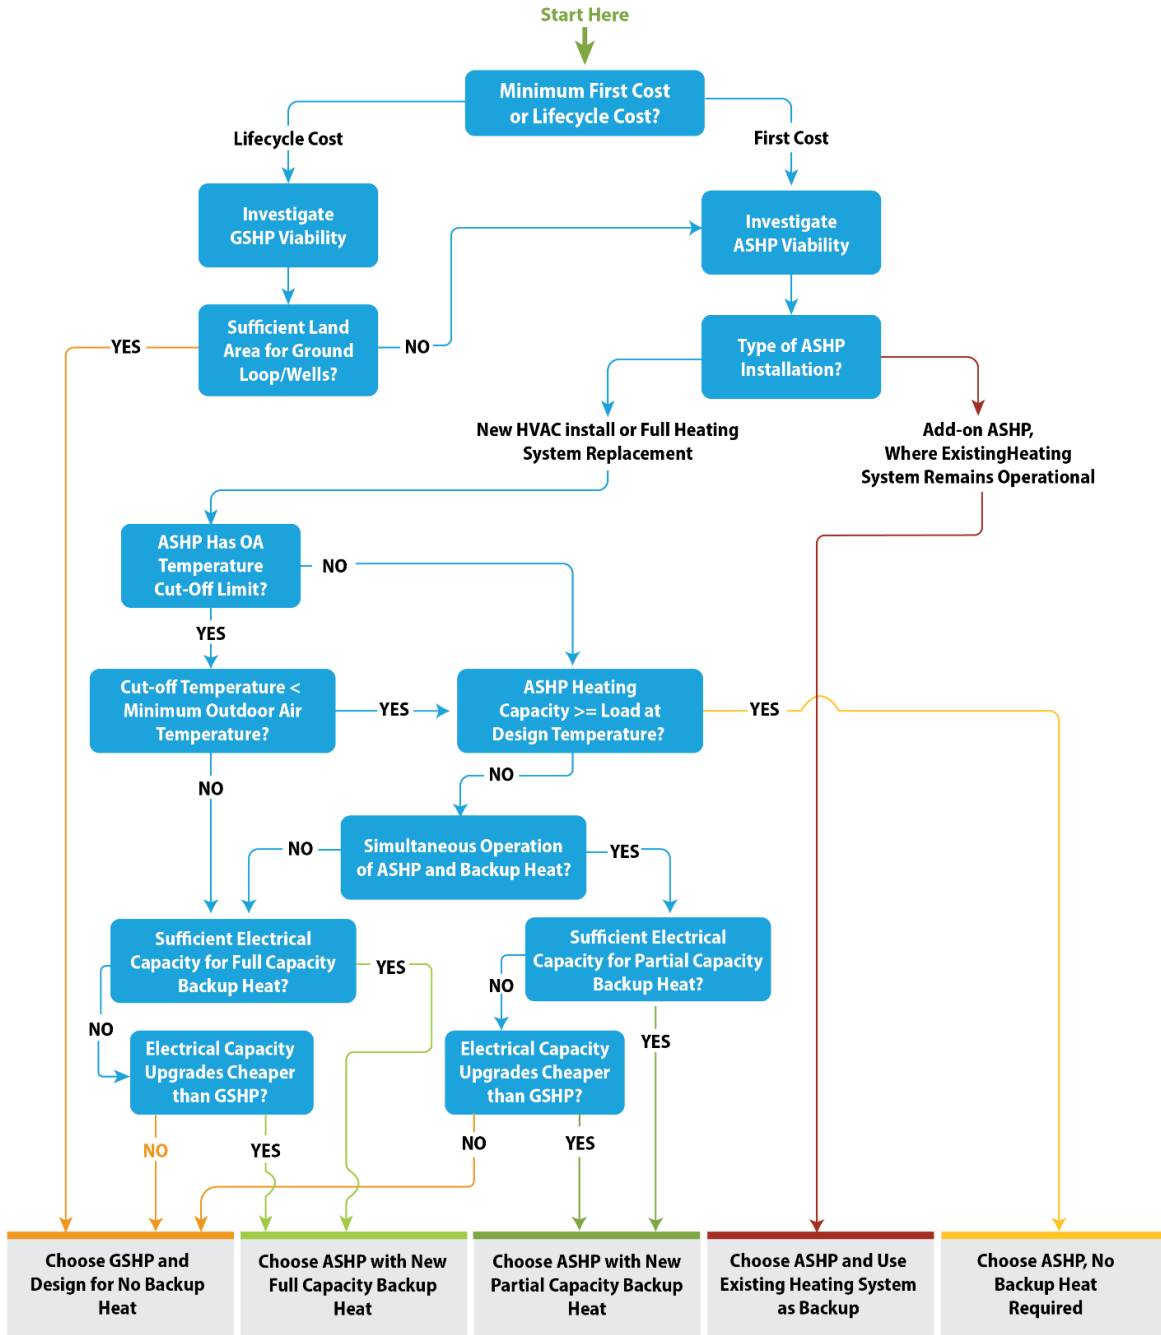 Start Here
Minimum First Cost
or Lifecycle Cost?
Lifecycle Cost
First Cost
Investigate
GSHP Viability
Investigate
ASHP Viability
Sufficient Land
Area for Ground
Loop/Wells?
YES
NO
Type of ASHP
Installation?
New HVAC install or Full Heating
System Replacement
Add-on ASHP,
Where ExistingHeating
System Remains Operational
ASHP Has OA
Temperature
Cut-Off Limit?
NO
YES
Cut-off Temperature <
Minimum Outdoor Air
Temperature?
YES
ASHP Heating
Capacity >= Load at
Design Temperature?
YES
NO
NO
Simultaneous Operation
of ASHP and Backup Heat?
NO
YES
Sufficient Electrical
Capacity for Full Capacity
Backup Heat?
YES
NO
Sufficient Electrical
Capacity for Partial Capacity
Backup Heat?
NO
YES
Electrical Capacity
Upgrades Cheaper
than GSHP?
Electrical Capacity
Upgrades Cheaper
than GSHP?
NO
YES
NO
YES
Choose GSHP and
Design for No Backup
Heat
Choose ASHP with New
Full Capacity Backup
Heat
Choose ASHP with New
Partial Capacity Backup
Heat
Choose ASHP and Use
Existing Heating System
as Backup
Choose ASHP, No
Backup Heat
Required